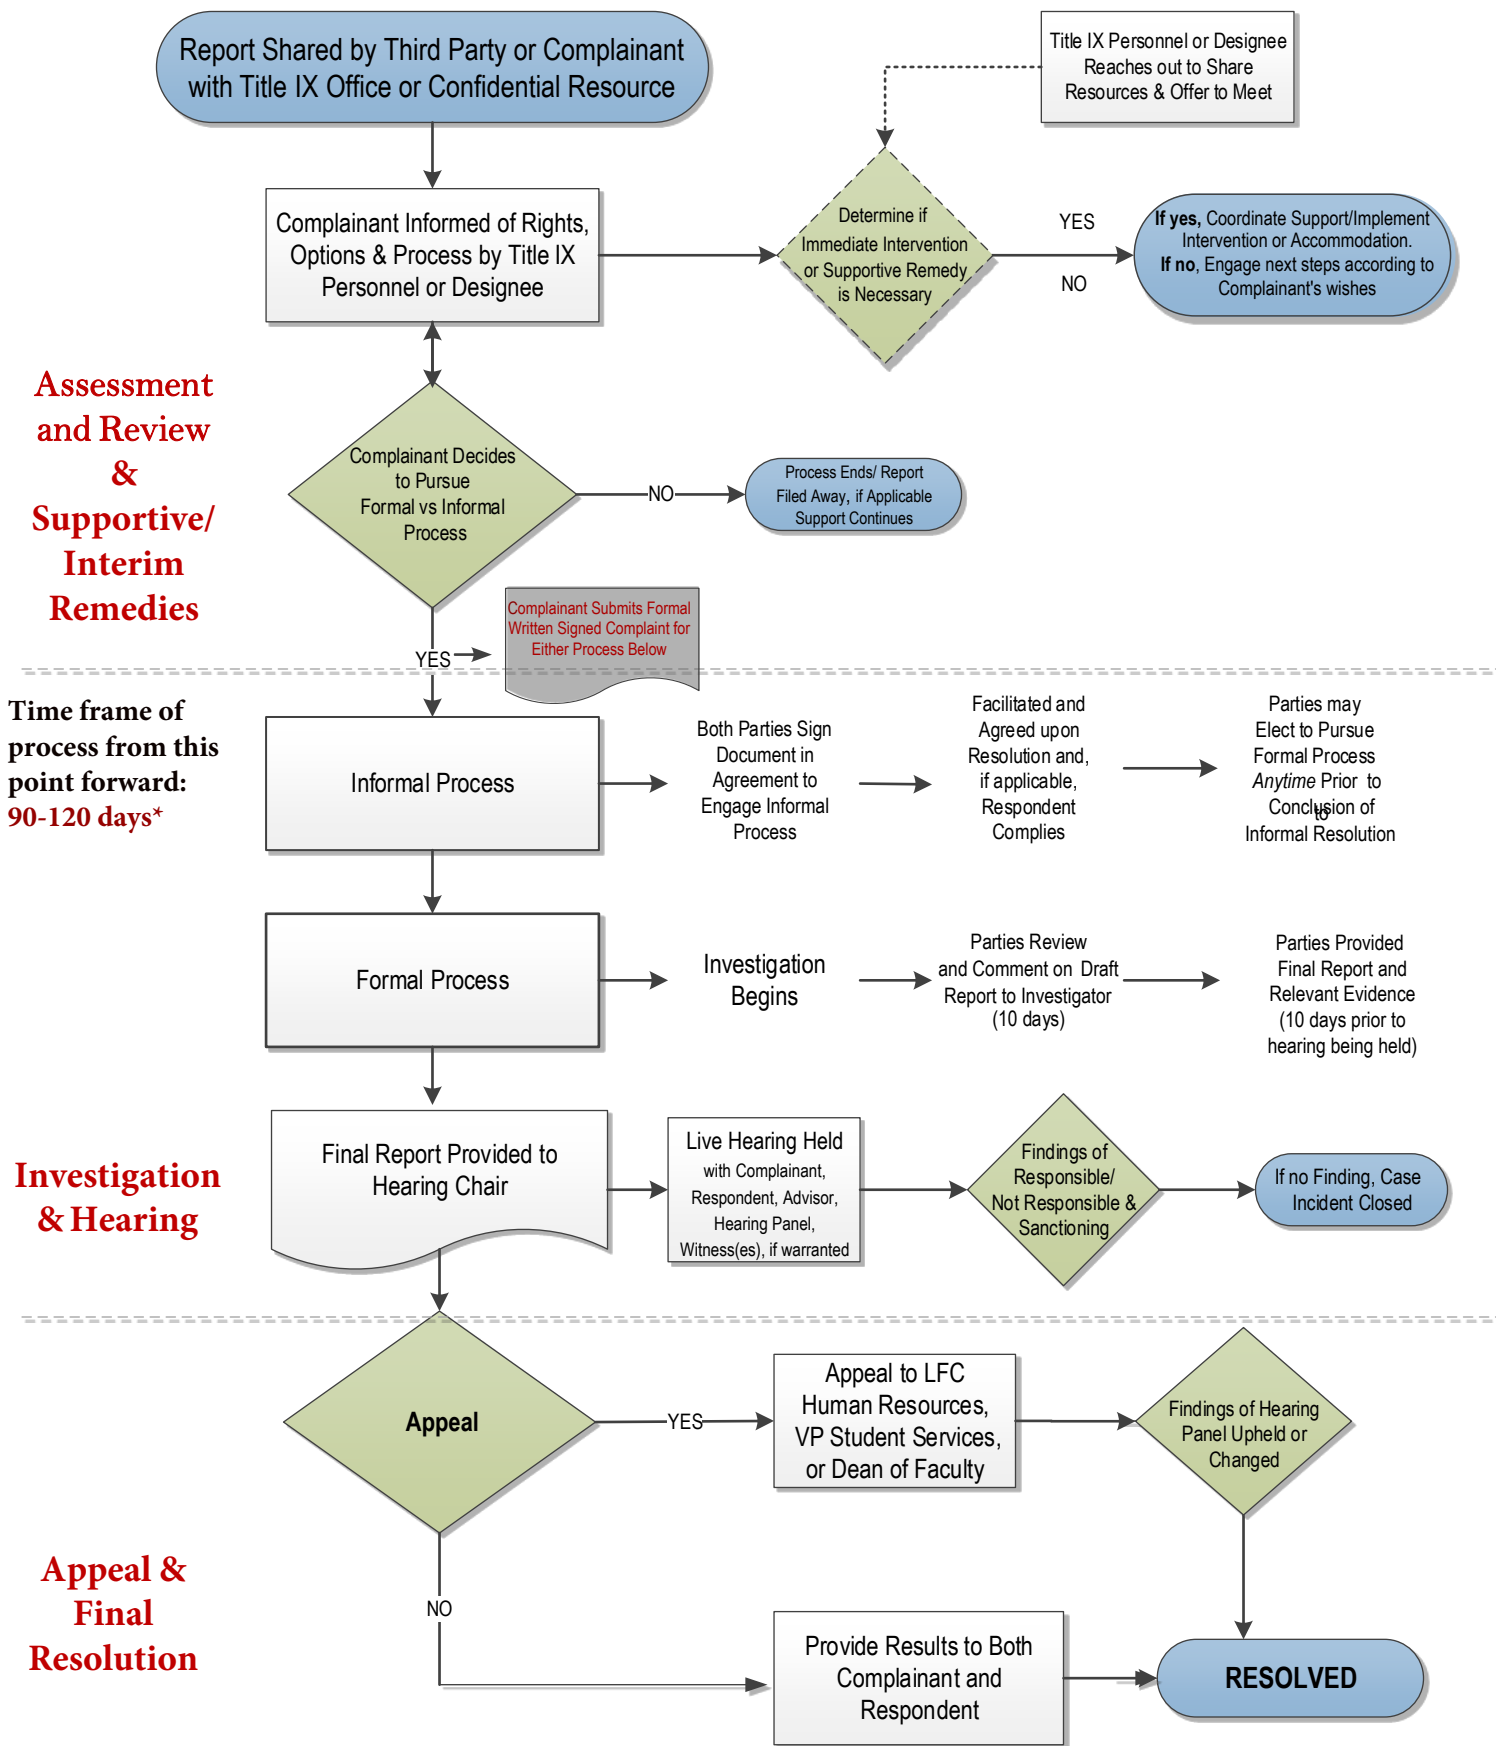 Report Shared by Third Party or Complainant
with Title IX Office or Confidential Resource
Title IX Personnel or Designee
Reaches out to Share
Resources & Offer to Meet
Complainant Informed of Rights,
Options & Process by Title IX
Personnel or Designee
Determine if
Immediate Intervention
or Supportive Remedy
is Necessary
YES
NO
If yes, Coordinate Support/Implement
Intervention or Accommodation.
If no, Engage next steps according to
Complainant's wishes
Assessment
and Review
&
Supportive/
Interim
Remedies
Complainant Decides
to Pursue
Formal vs Informal
Process
NO
Process Ends/ Report
Filed Away, if Applicable
Support Continues
YES
Complainant Submits Formal
Written Signed Complaint for
Either Process Below
Time frame of
process from this
point forward:
90-120 days*
Informal Process
Both Parties Sign
Document in
Agreement to
Engage Informal
Process
Facilitated and
Agreed upon
Resolution and,
if applicable,
Respondent
Complies
Parties may
Elect to Pursue
Formal Process
Anytime Prior to
Conclusion of
to
Informal Resolution
Formal Process
Investigation
Begins
Parties Review
and Comment on Draft
Report to Investigator
(10 days)
Parties Provided
Final Report and
Relevant Evidence
(10 days prior to
hearing being held)
Investigation
& Hearing
Final Report Provided to
Hearing Chair
Live Hearing Held
with Complainant,
Respondent, Advisor,
Hearing Panel,
Witness(es), if warranted
Findings of
Responsible/
Not Responsible &
Sanctioning
If no Finding, Case
Incident Closed
Appeal &
Final
Resolution
Appeal
YES
Appeal to LFC
Human Resources,
VP Student Services,
or Dean of Faculty
Findings of Hearing
Panel Upheld or
Changed
NO
Provide Results to Both
Complainant and
Respondent
RESOLVED